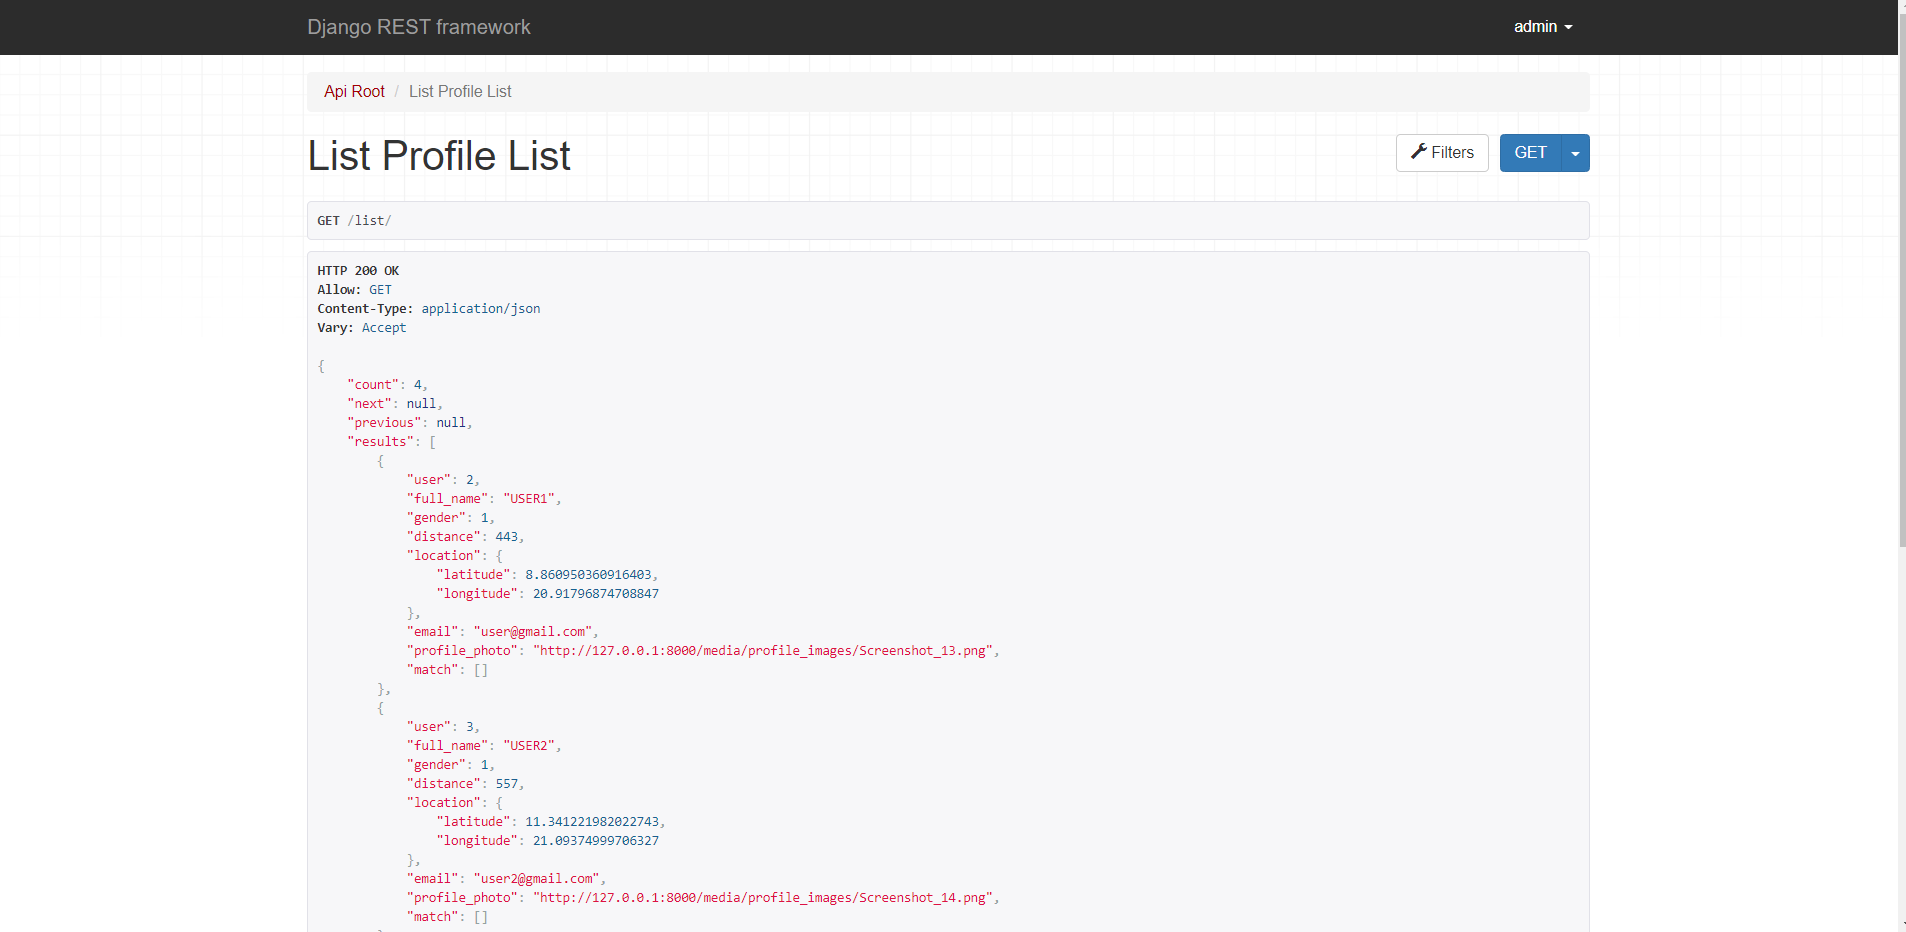 Django REST framework
admin
Api Root / List Profile List
List Profile List
Filters
GET
GET /list/
HTTP 200 OK
Allow: GET
Content-Type: application/json
Vary: Accept
{
    "count": 4,
    "next": null,
    "previous": null,
    "results": [
        {
            "user": 2,
            "full_name": "USER1",
            "gender": 1,
            "distance": 443,
            "location": {
                "latitude": 8.860950360916403,
                "longitude": 20.91796874708847
            },
            "email": "user@gmail.com",
            "profile_photo": "http://127.0.0.1:8000/media/profile_images/Screenshot_13.png",
            "match": []
        },
        {
            "user": 3,
            "full_name": "USER2",
            "gender": 1,
            "distance": 557,
            "location": {
                "latitude": 11.341221982022743,
                "longitude": 21.09374999706327
            },
            "email": "user2@gmail.com",
            "profile_photo": "http://127.0.0.1:8000/media/profile_images/Screenshot_14.png",
            "match": []